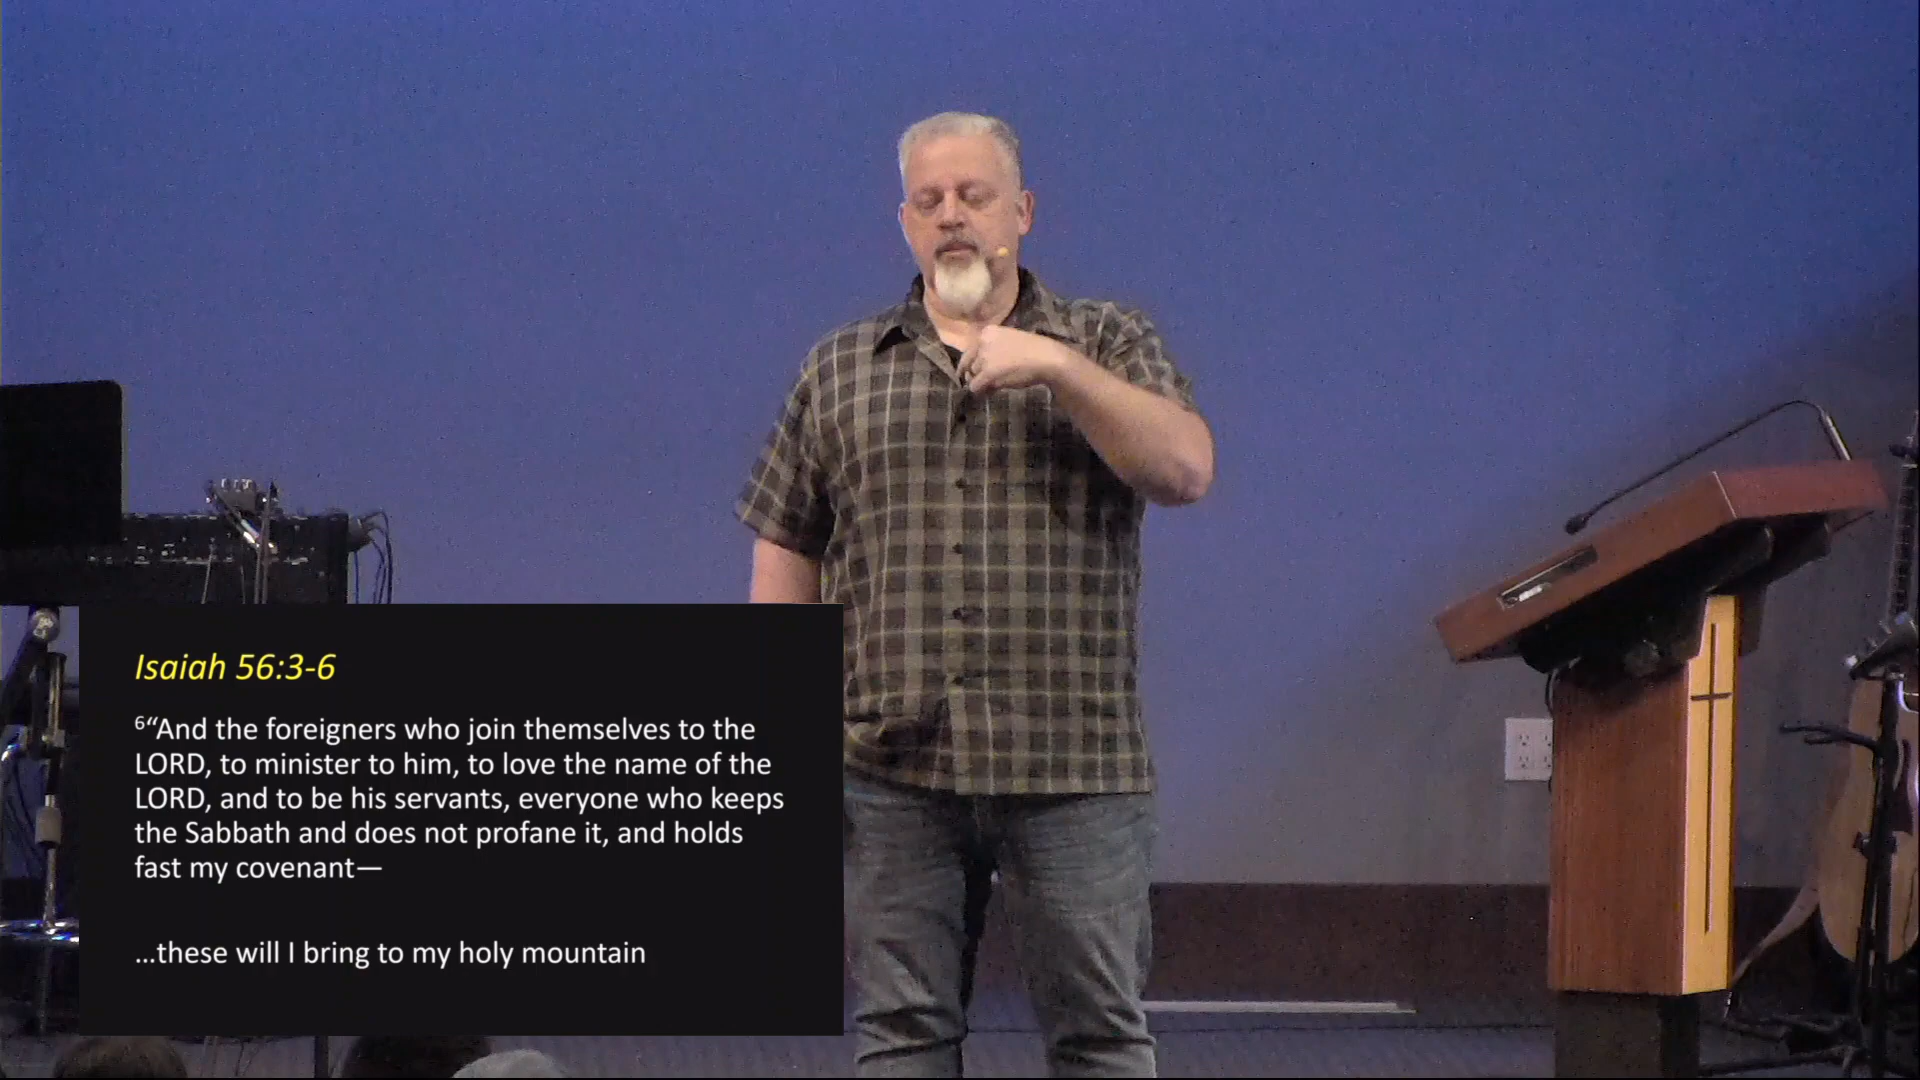 Isaiah 56:3-6
⁶“And the foreigners who join themselves to the
LORD, to minister to him, to love the name of the
LORD, and to be his servants, everyone who keeps
the Sabbath and does not profane it, and holds
fast my covenant—
...these will I bring to my holy mountain